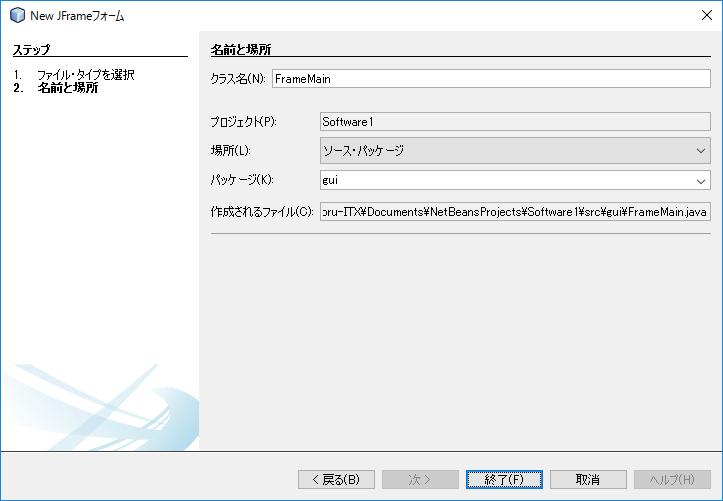 New JFrameフォーム
ステップ
1. ファイル・タイプを選択
2. 名前と場所
名前と場所
クラス名(N): FrameMain
プロジェクト(P): Software1
場所(L): ソース・パッケージ
パッケージ(K): gui
作成されるファイル(C): oru-ITX¥Documents¥NetBeansProjects¥Software1¥src¥gui¥FrameMain.java
< 戻る(B) 次 > 終了(F) 取消 ヘルプ(H)